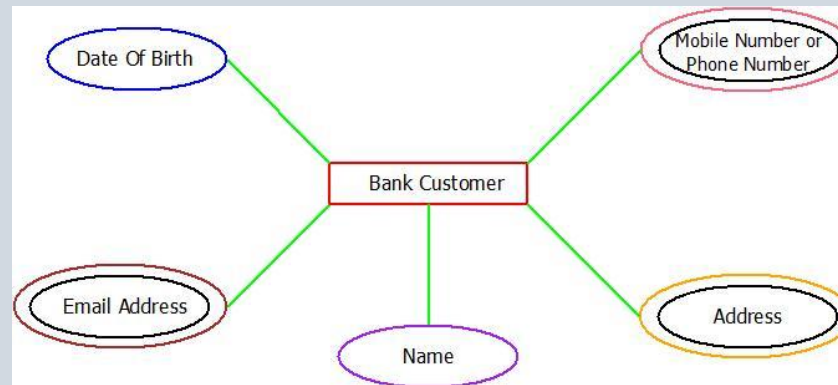 Date Of Birth
Mobile Number or
Phone Number
Bank Customer
Email Address
Name
Address